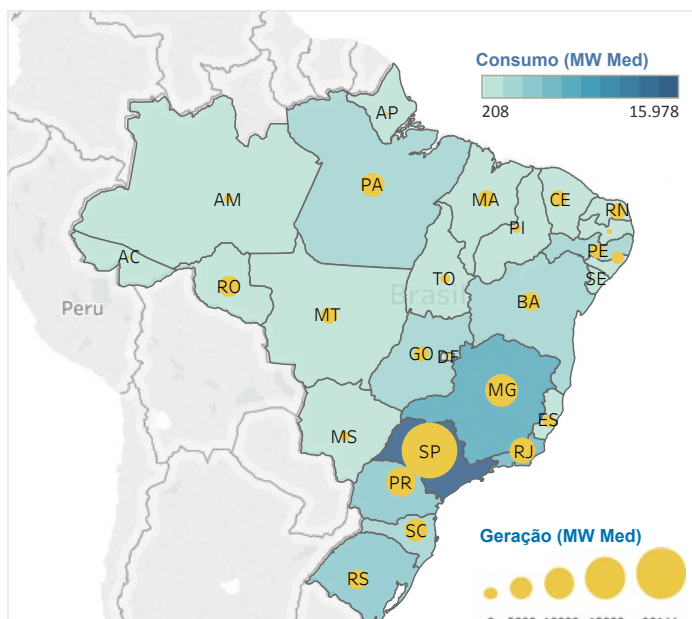 Consumo (MW Med)
208 15.978
AP
PA
AM
MA
CE
RN
PI
PE
AC
RO
TO
SE
Brasil
BA
MT
Peru
GO
DF
MG
ES
MS
SP
RJ
PR
SC
Geração (MW Med)
RS